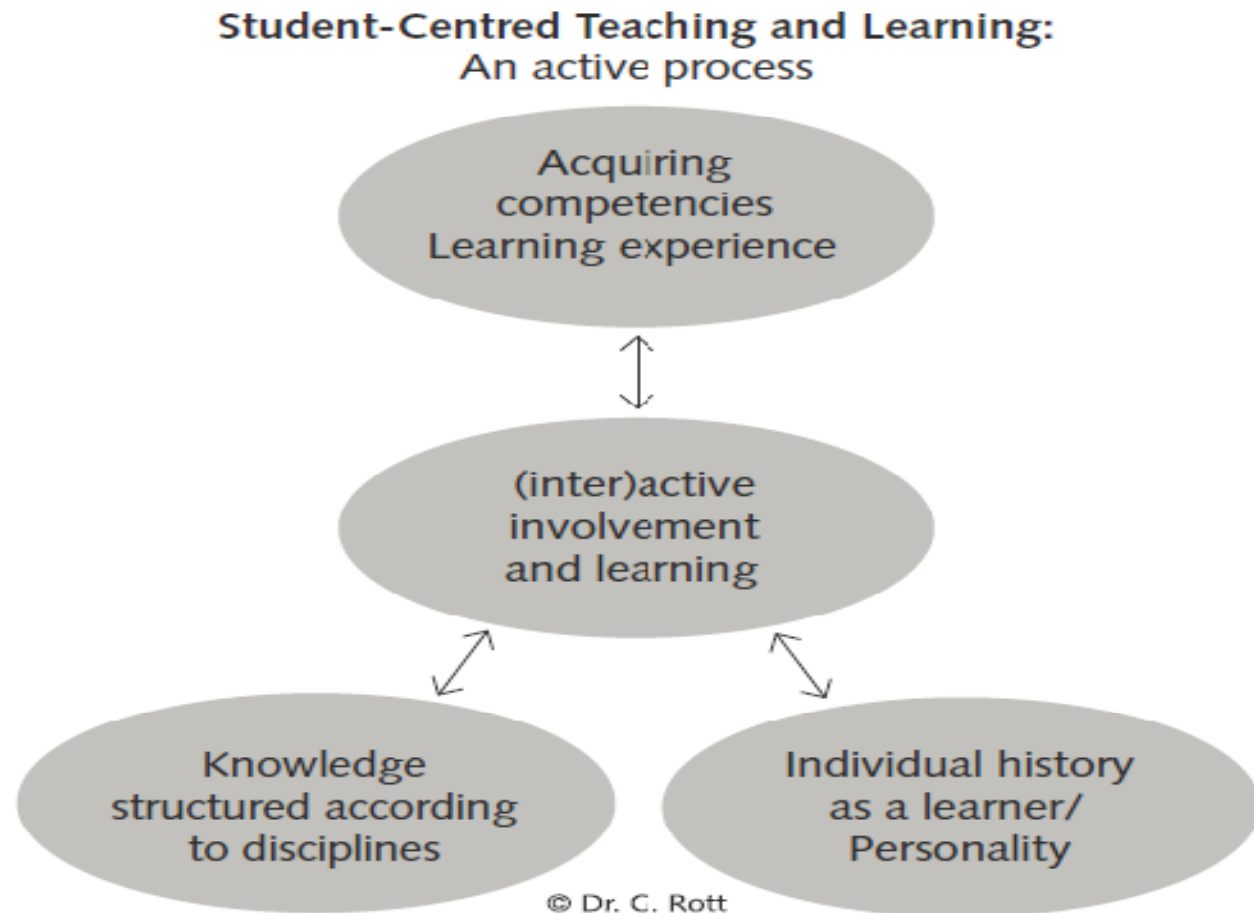 Student-Centred Teaching and Learning:
An active process
Acquiring
competencies
Learning experience
(inter)active
involvement
and learning
Knowledge
structured according
to disciplines
Individual history
as a learner/
Personality
© Dr. G. Rott